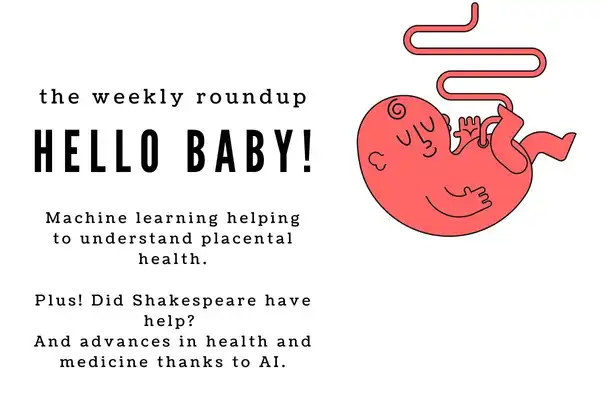 the weekly roundup
HELLO BABY!
Machine learning helping
to understand placental
health.
Plus! Did Shakespeare have
help?
And advances in health and
medicine thanks to AI.